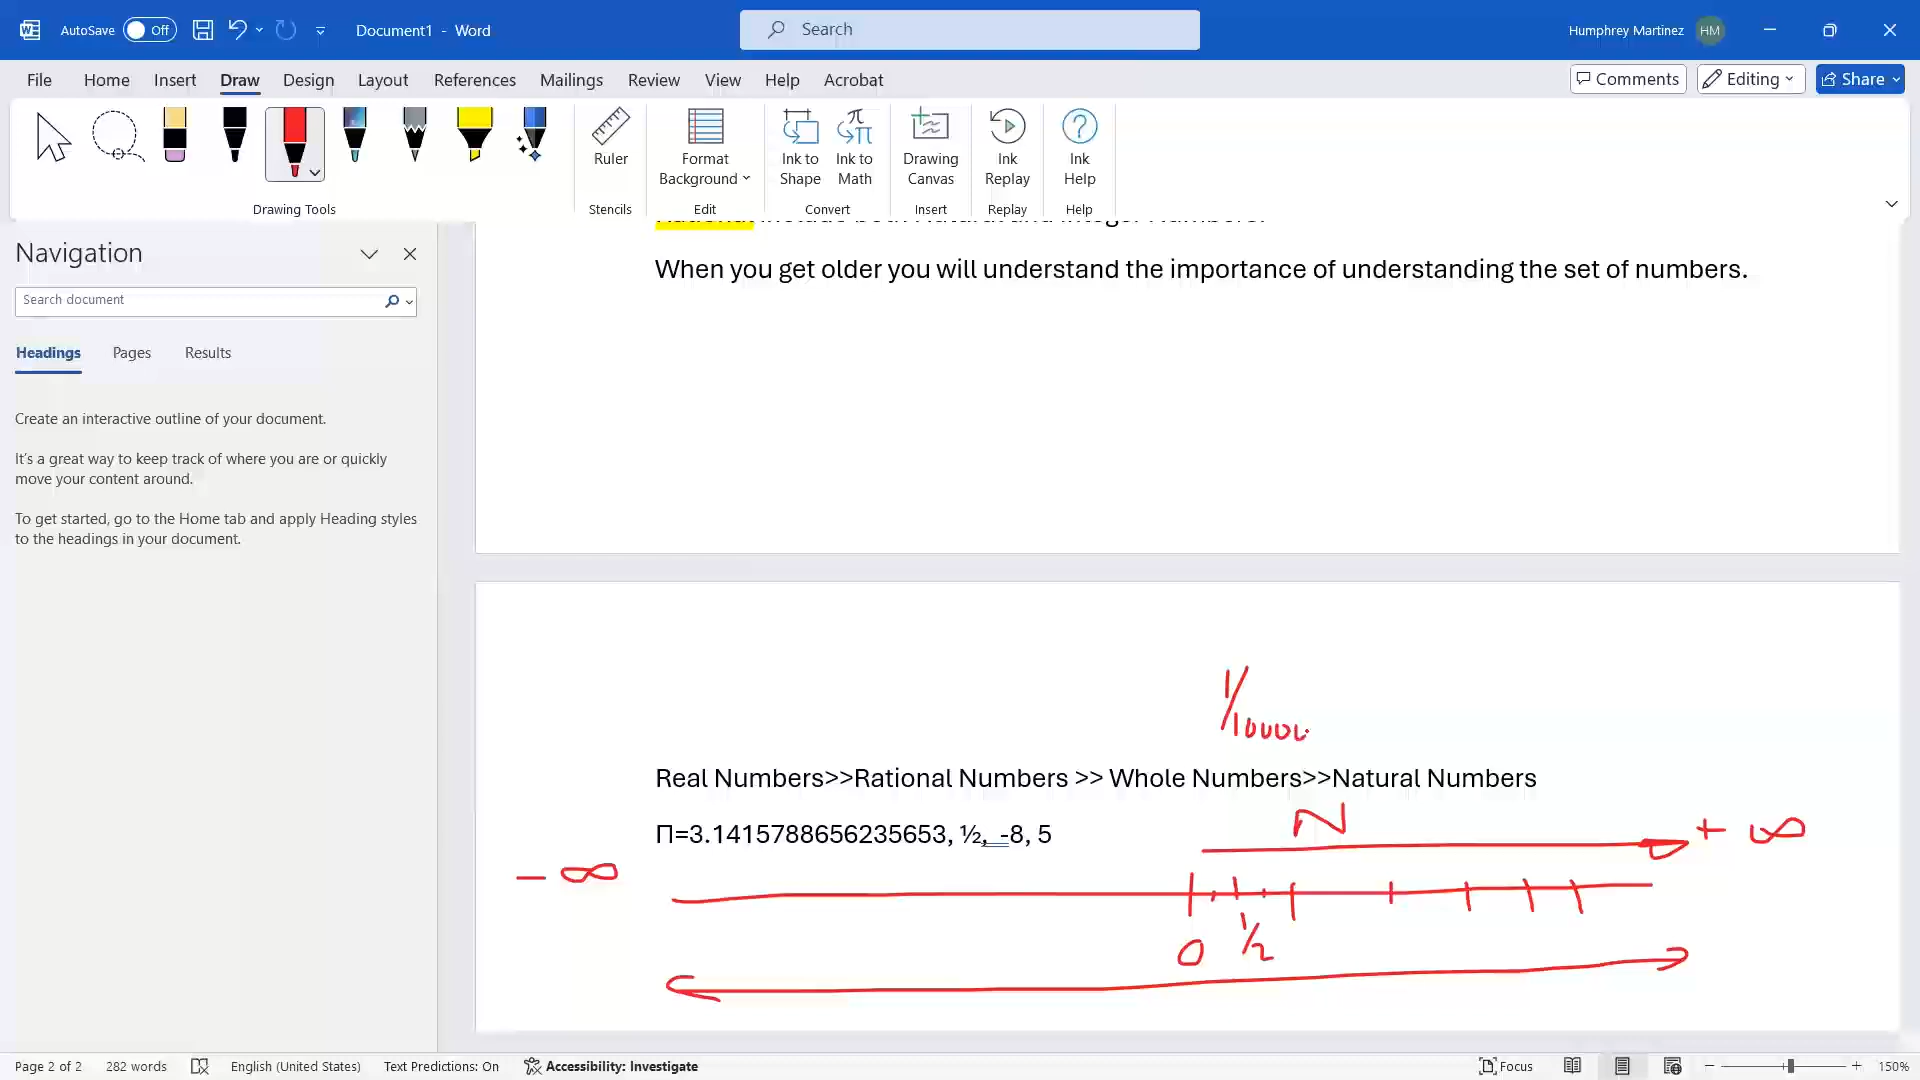 AutoSave Off Document1 - Word Search Humphrey Martinez HM
File Home Insert Draw Design Layout References Mailings Review View Help Acrobat Comments Editing Share
Ruler Format Background Ink to Shape Ink to Math Drawing Canvas Ink Replay Ink Help
Drawing Tools Stencils Edit Convert Insert Replay Help
Navigation
Search document
Headings Pages Results
Create an interactive outline of your document.
It's a great way to keep track of where you are or quickly
move your content around.
To get started, go to the Home tab and apply Heading styles
to the headings in your document.
When you get older you will understand the importance of understanding the set of numbers.
Real Numbers>>Rational Numbers >> Whole Numbers>>Natural Numbers
N
Π=3.1415788656235653, ½, -8, 5
+ ∞
- ∞
0 1/2
Page 2 of 2 282 words English (United States) Text Predictions: On Accessibility: Investigate Focus 150%